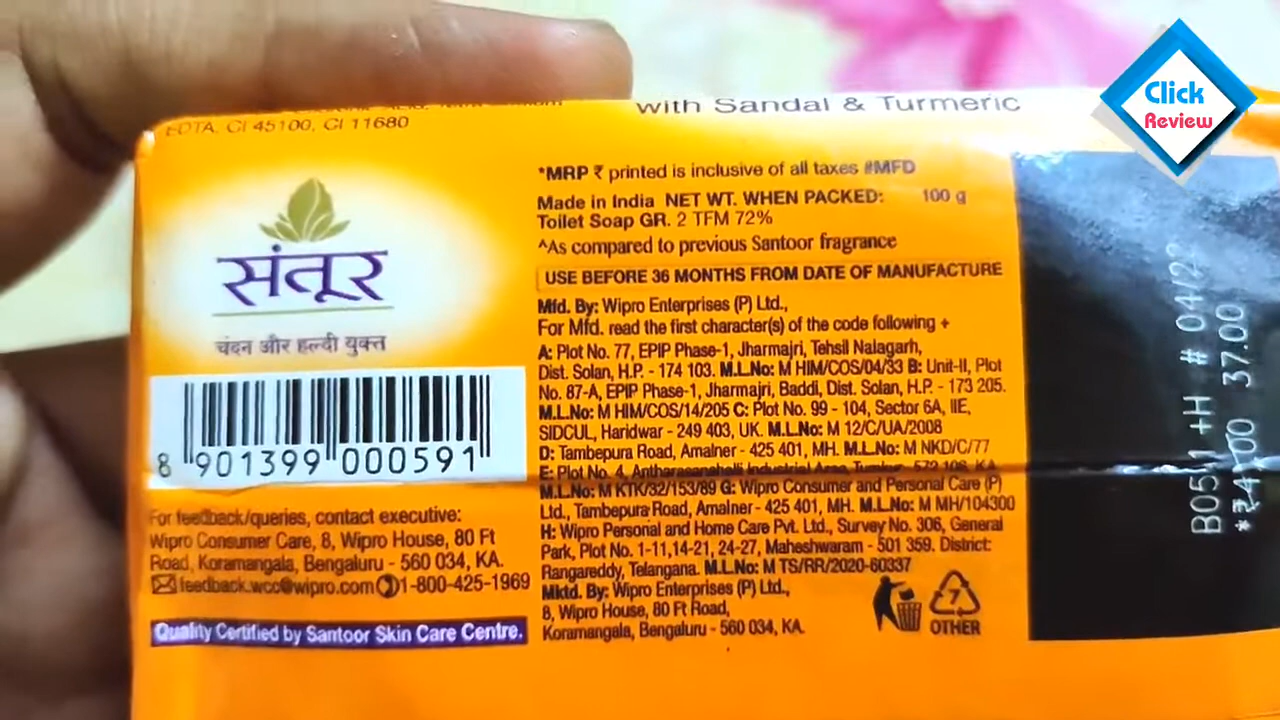 EDTA, CI 45100, CI 11680
with Sandal & Turmeric
Click
Review
संतूर
चंदन और हल्दी युक्त
8 901399 000591
For feedback/queries, contact executive:
Wipro Consumer Care, 8, Wipro House, 80 Ft
Road, Koramangala, Bengaluru - 560 034, KA.
feedback.wcc@wipro.com 1-800-425-1969
Quality Certified by Santoor Skin Care Centre.
*MRP ₹ printed is inclusive of all taxes #MFD
Made in India NET WT. WHEN PACKED: 100 g
Toilet Soap GR. 2 TFM 72%
^As compared to previous Santoor fragrance
USE BEFORE 36 MONTHS FROM DATE OF MANUFACTURE
Mfd. By: Wipro Enterprises (P) Ltd.,
For Mfd. read the first character(s) of the code following +
A: Plot No. 77, EPIP Phase-1, Jharmajri, Tehsil Nalagarh,
Dist. Solan, H.P. - 174 103. M.L.No: M HIM/COS/04/33 B: Unit-II, Plot
No. 87-A, EPIP Phase-1, Jharmajri, Baddi, Dist. Solan, H.P. - 173 205.
M.L.No: M HIM/COS/14/205 C: Plot No. 99 - 104, Sector 6A, IIE,
SIDCUL, Haridwar - 249 403, UK. M.L.No: M 12/C/UA/2008
D: Tambepura Road, Amalner - 425 401, MH. M.L.No: M NKD/C/77
E: Plot No. 4, Industrial Area, KA
M.L.No: M KTK/32/153/89 G: Wipro Consumer and Personal Care (P)
Ltd., Tambepura Road, Amalner - 425 401, MH. M.L.No: M MH/104300
H: Wipro Personal and Home Care Pvt. Ltd., Survey No. 306, General
Park, Plot No. 1-11,14-21, 24-27, Maheshwaram - 501 359. District:
Rangareddy, Telangana. M.L.No: M TS/RR/2020-60337
Mktd. By: Wipro Enterprises (P) Ltd.,
8, Wipro House, 80 Ft Road,
Koramangala, Bengaluru - 560 034, KA.
7
OTHER
+H # 37.00